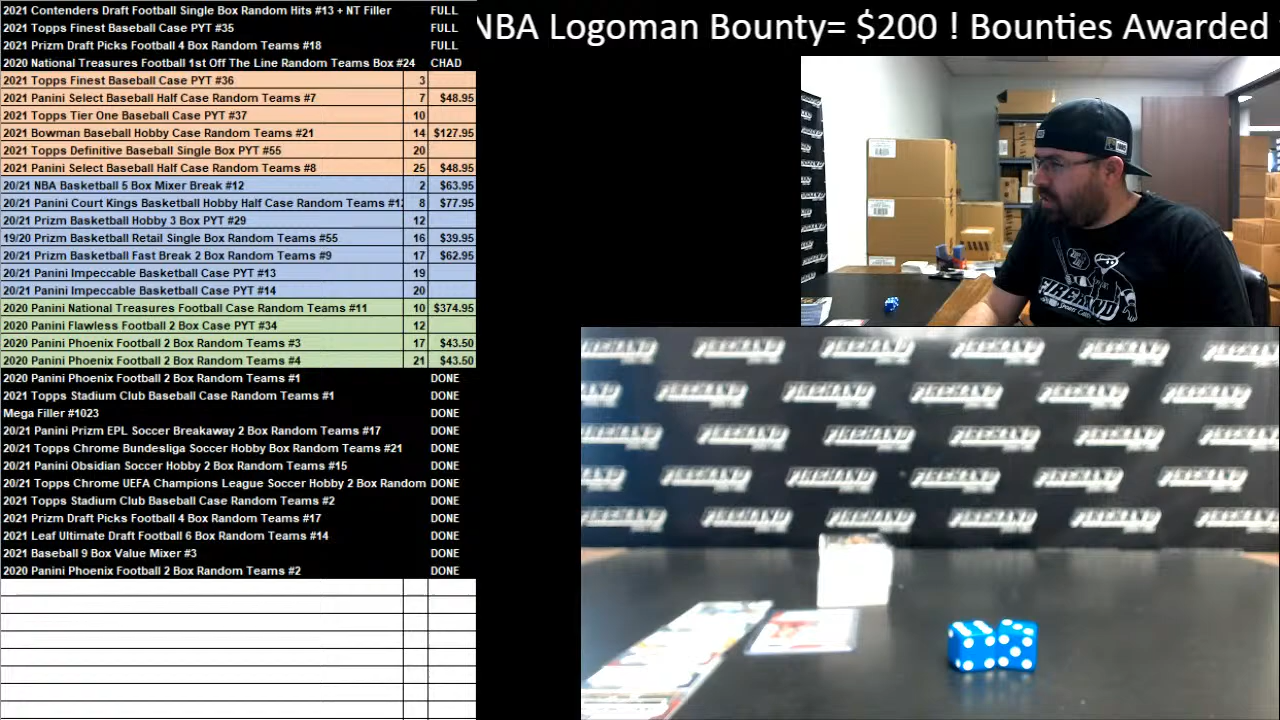 2021 Contenders Draft Football Single Box Random Hits #13 + NT Filler FULL
2021 Topps Finest Baseball Case PYT #35 FULL
2021 Prizm Draft Picks Football 4 Box Random Teams #18 FULL
2020 National Treasures Football 1st Off The Line Random Teams Box #24 CHAD
2021 Topps Finest Baseball Case PYT #36 3
2021 Panini Select Baseball Half Case Random Teams #7 7 $48.95
2021 Topps Tier One Baseball Case PYT #37 10
2021 Bowman Baseball Hobby Case Random Teams #21 14 $127.95
2021 Topps Definitive Baseball Single Box PYT #55 20
2021 Panini Select Baseball Half Case Random Teams #8 25 $48.95
20/21 NBA Basketball 5 Box Mixer Break #12 2 $63.95
20/21 Panini Court Kings Basketball Hobby Half Case Random Teams #1 8 $77.95
20/21 Prizm Basketball Hobby 3 Box PYT #29 12
19/20 Prizm Basketball Retail Single Box Random Teams #55 16 $39.95
20/21 Prizm Basketball Fast Break 2 Box Random Teams #9 17 $62.95
20/21 Panini Impeccable Basketball Case PYT #13 19
20/21 Panini Impeccable Basketball Case PYT #14 20
2020 Panini National Treasures Football Case Random Teams #11 10 $374.95
2020 Panini Flawless Football 2 Box Case PYT #34 12
2020 Panini Phoenix Football 2 Box Random Teams #3 17 $43.50
2020 Panini Phoenix Football 2 Box Random Teams #4 21 $43.50
2020 Panini Phoenix Football 2 Box Random Teams #1 DONE
2021 Topps Stadium Club Baseball Case Random Teams #1 DONE
Mega Filler #1023 DONE
20/21 Panini Prizm EPL Soccer Breakaway 2 Box Random Teams #17 DONE
20/21 Topps Chrome Bundesliga Soccer Hobby Box Random Teams #21 DONE
20/21 Panini Obsidian Soccer Hobby 2 Box Random Teams #15 DONE
20/21 Topps Chrome UEFA Champions League Soccer Hobby 2 Box Random DONE
2021 Topps Stadium Club Baseball Case Random Teams #2 DONE
2021 Prizm Draft Picks Football 4 Box Random Teams #17 DONE
2021 Leaf Ultimate Draft Football 6 Box Random Teams #14 DONE
2021 Baseball 9 Box Value Mixer #3 DONE
2020 Panini Phoenix Football 2 Box Random Teams #2 DONE
NBA Logoman Bounty= $200 ! Bounties Awarded
FIREHAND